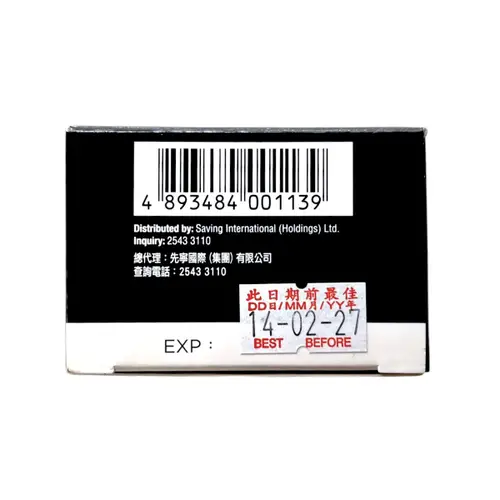 4 893484 001139
Distributed by: Saving International (Holdings) Ltd.
Inquiry: 2543 3110
總代理：先寧國際 (集團) 有限公司
查詢電話：2543 3110
此日期前最佳
DD日/MM月/YY年
14-02-27
BEST BEFORE
EXP :